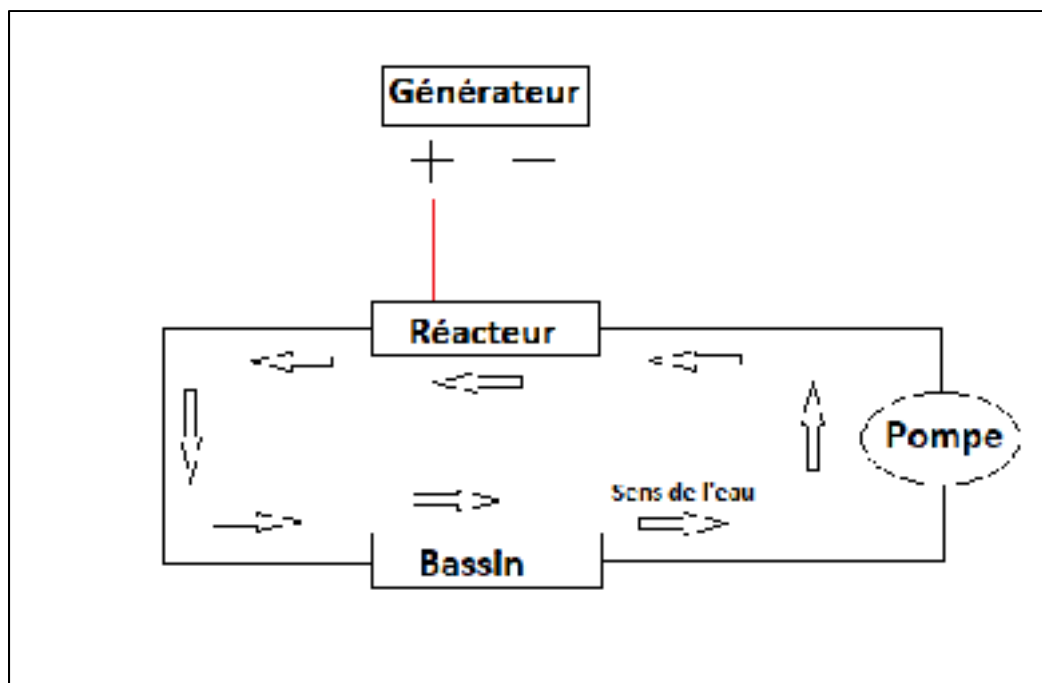 Générateur
+ −
Réacteur
Pompe
Sens de l'eau
BassIn